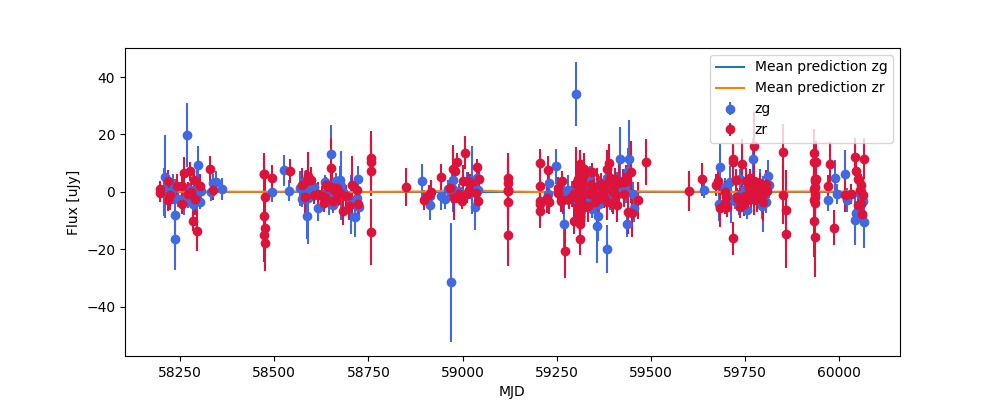 Flux [uJy]
40
20
0
−20
−40
58250
58500
58750
59000
59250
59500
59750
60000
MJD
Mean prediction zg
Mean prediction zr
zg
zr